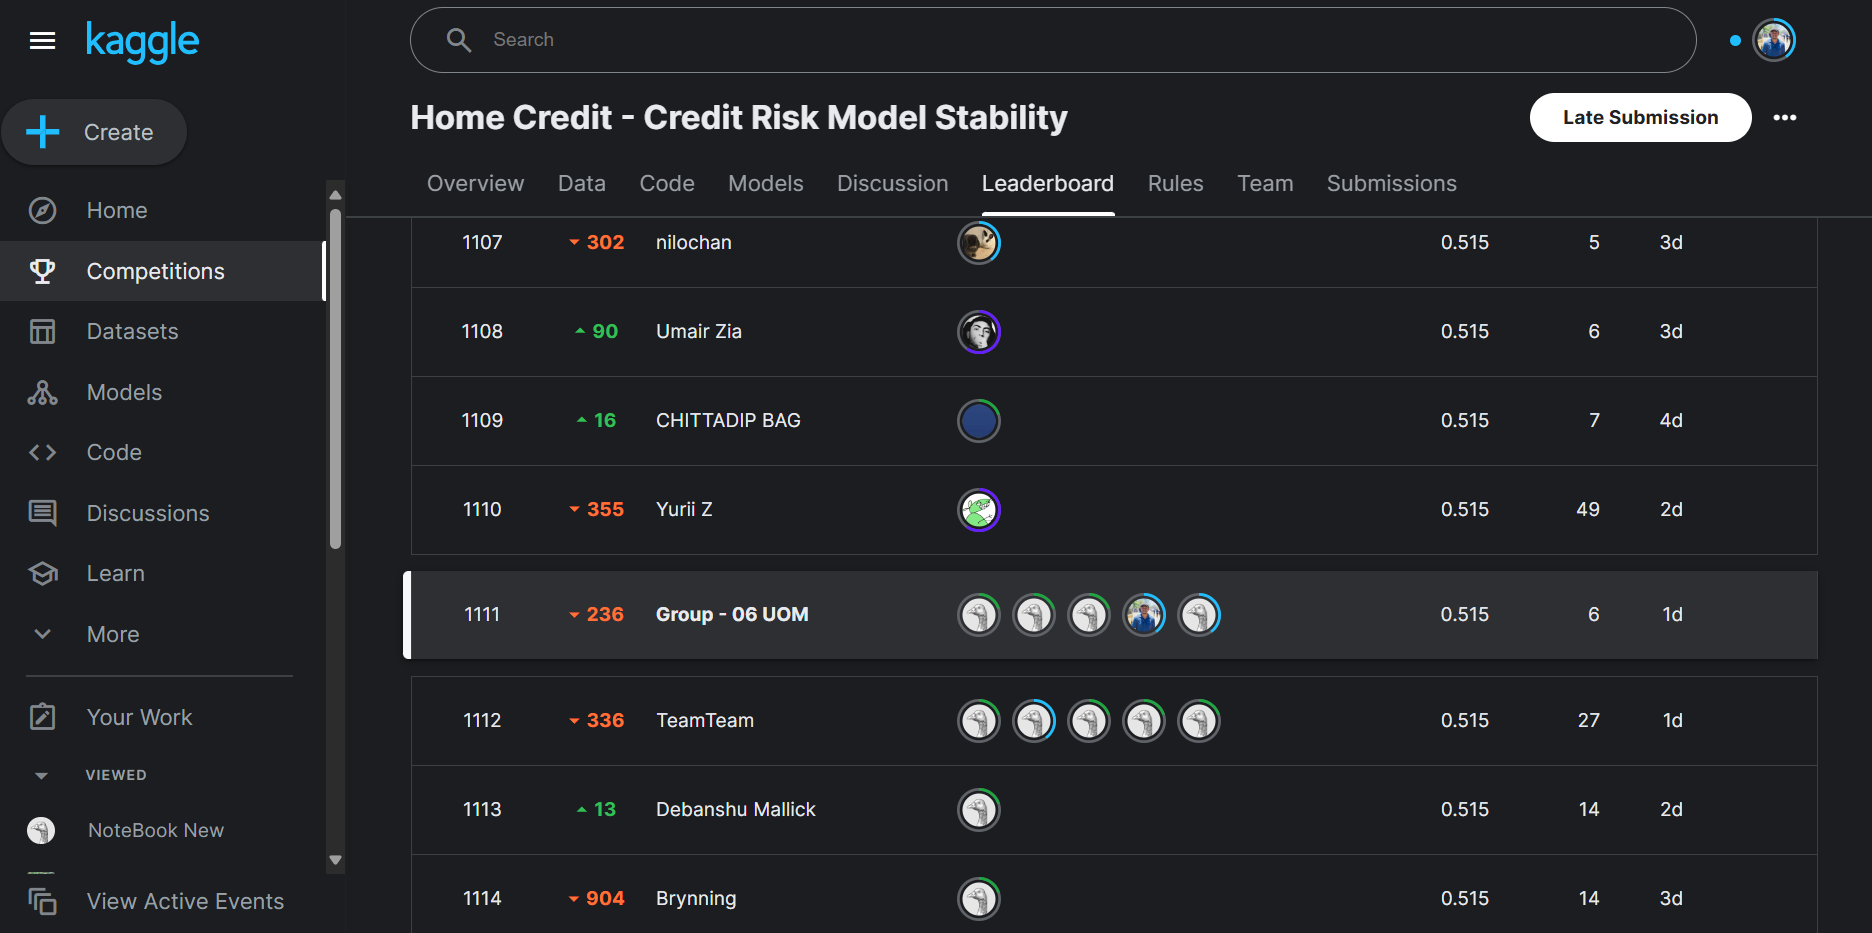 kaggle
Search
Create
Home
Competitions
Datasets
Models
Code
Discussions
Learn
More
Your Work
VIEWED
NoteBook New
View Active Events
Home Credit - Credit Risk Model Stability
Late Submission
Overview Data Code Models Discussion Leaderboard Rules Team Submissions
1107 302 nilochan 0.515 5 3d
1108 90 Umair Zia 0.515 6 3d
1109 16 CHITTADIP BAG 0.515 7 4d
1110 355 Yurii Z 0.515 49 2d
1111 236 Group - 06 UOM 0.515 6 1d
1112 336 TeamTeam 0.515 27 1d
1113 13 Debanshu Mallick 0.515 14 2d
1114 904 Brynning 0.515 14 3d